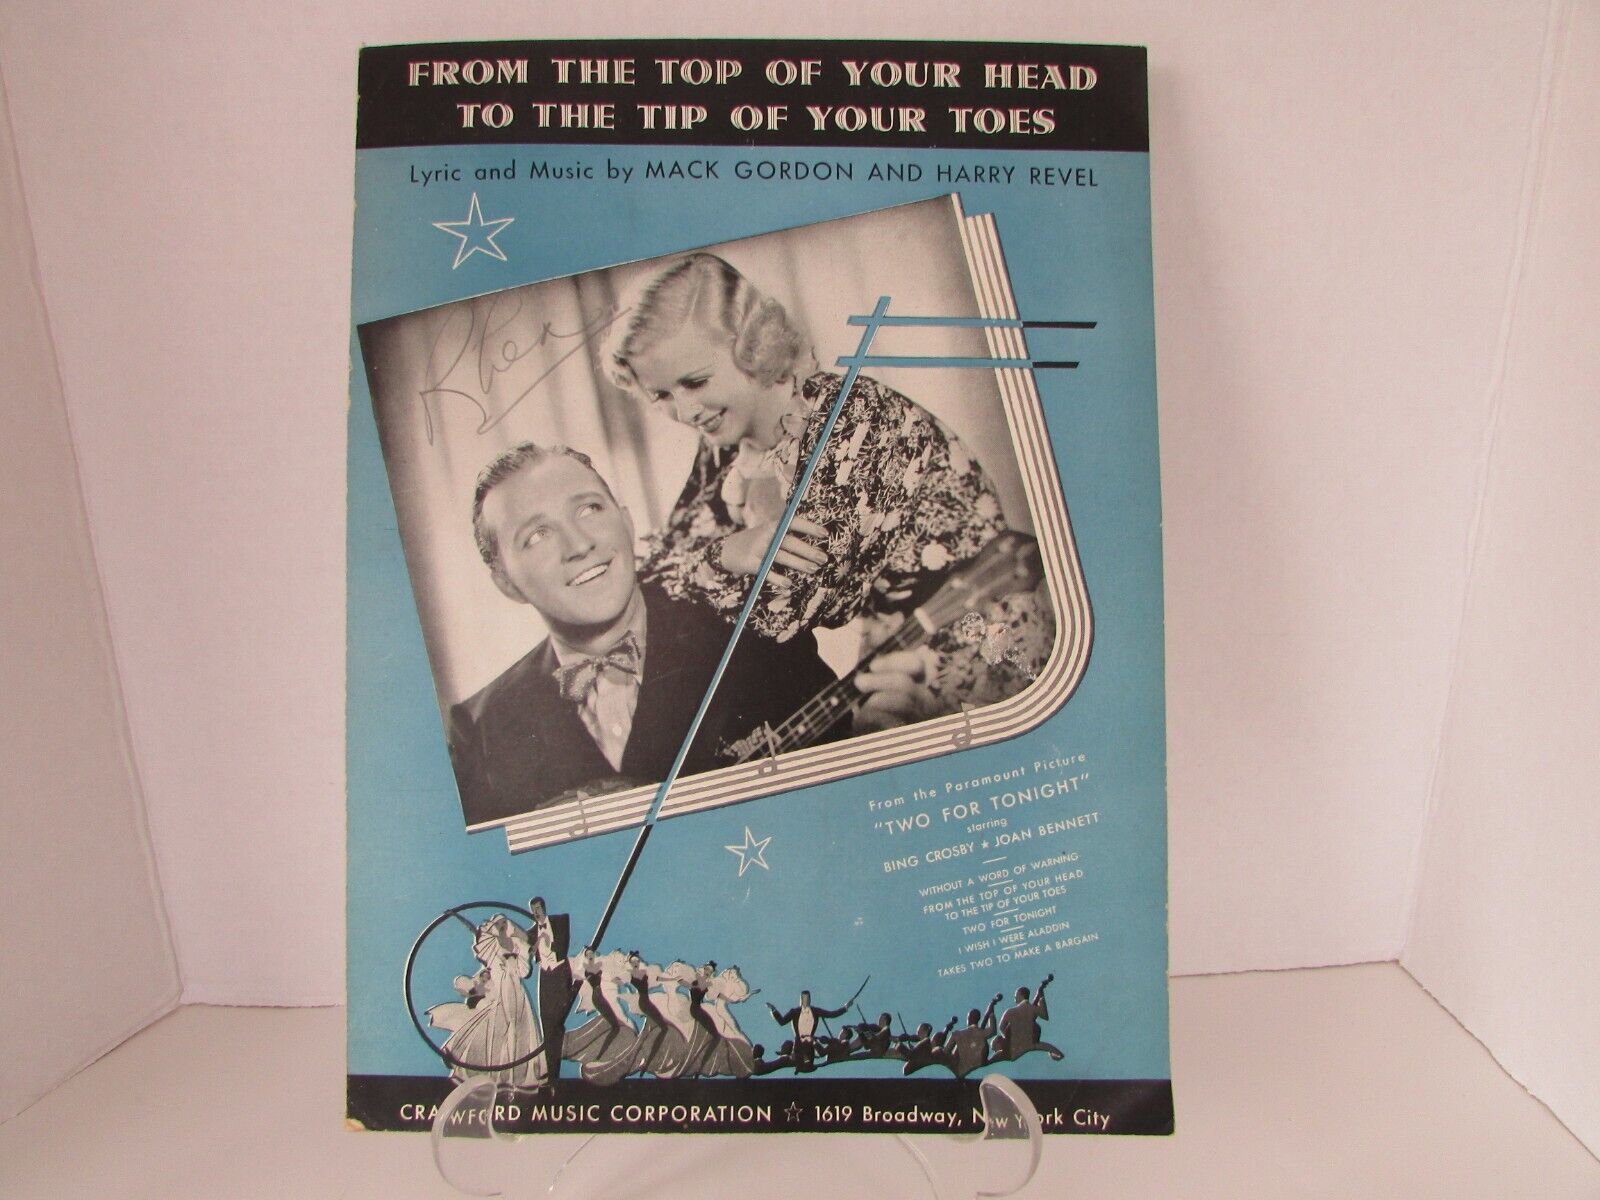 FROM THE TOP OF YOUR HEAD
TO THE TIP OF YOUR TOES
Lyric and Music by MACK GORDON AND HARRY REVEL
From the Paramount Picture
"TWO FOR TONIGHT"
starring
BING CROSBY ★ JOAN BENNETT
WITHOUT A WORD OF WARNING
FROM THE TOP OF YOUR HEAD
TO THE TIP OF YOUR TOES
TWO FOR TONIGHT
I WISH I WERE ALADDIN
TAKES TWO TO MAKE A BARGAIN
CRAWFORD MUSIC CORPORATION ☆ 1619 Broadway, New York City